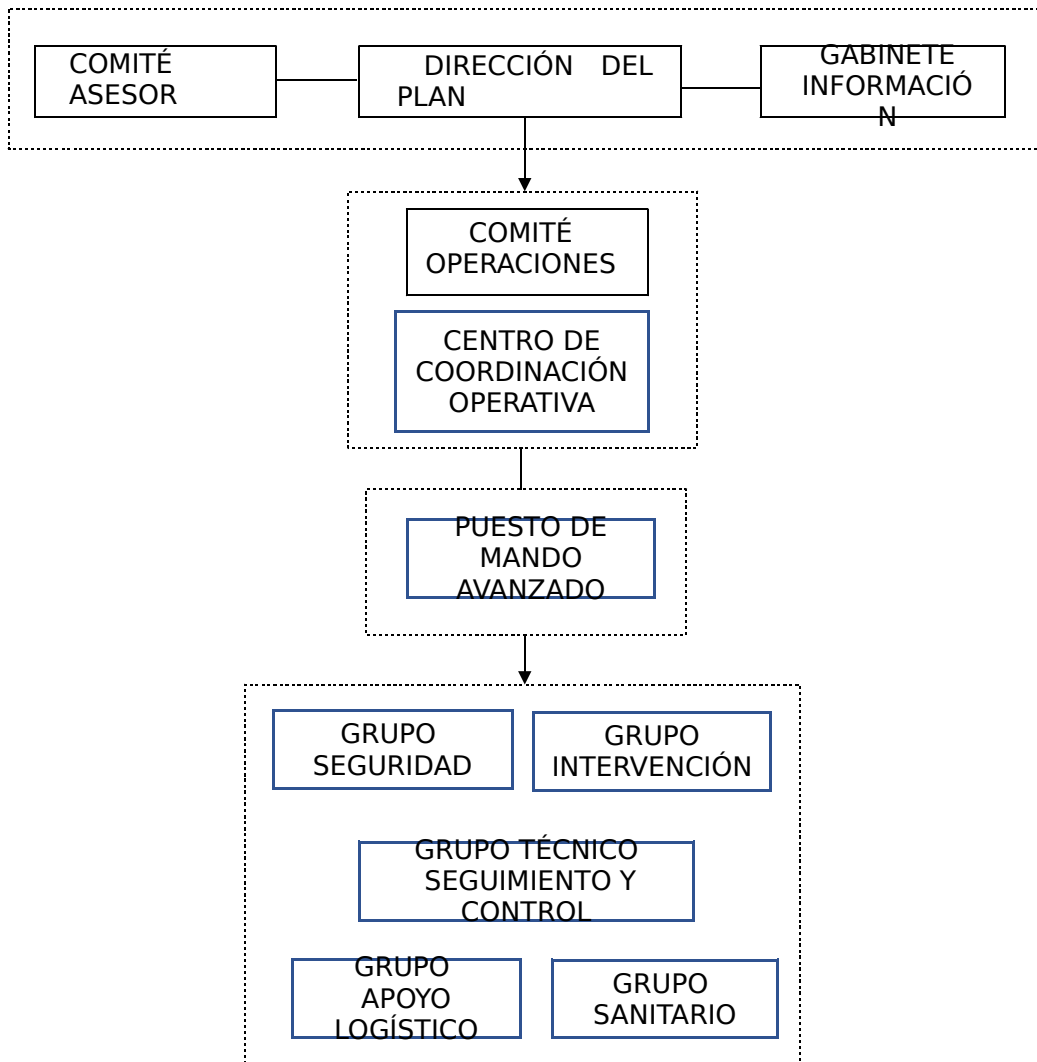 COMITÉ
ASESOR
DIRECCIÓN DEL
PLAN
GABINETE
INFORMACIÓ
N
COMITÉ
OPERACIONES
CENTRO DE
COORDINACIÓN
OPERATIVA
PUESTO DE
MANDO
AVANZADO
GRUPO
SEGURIDAD
GRUPO
INTERVENCIÓN
GRUPO TÉCNICO
SEGUIMIENTO Y
CONTROL
GRUPO
APOYO
LOGÍSTICO
GRUPO
SANITARIO